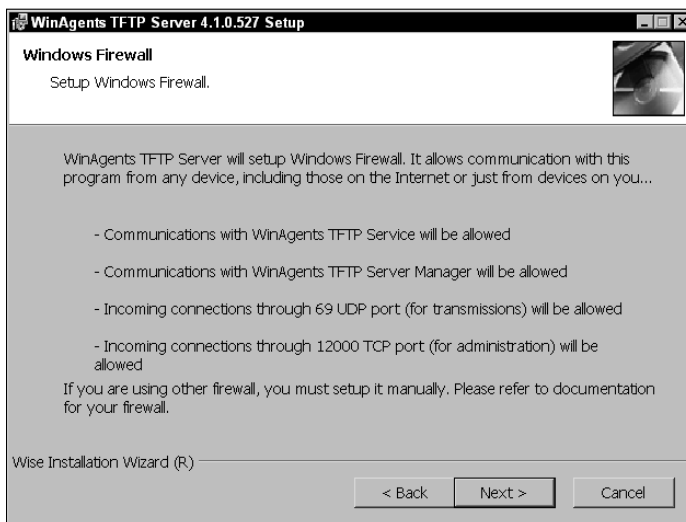 WinAgents TFTP Server 4.1.0.527 Setup
Windows Firewall
Setup Windows Firewall.
WinAgents TFTP Server will setup Windows Firewall. It allows communication with this
program from any device, including those on the Internet or just from devices on you...
- Communications with WinAgents TFTP Service will be allowed
- Communications with WinAgents TFTP Server Manager will be allowed
- Incoming connections through 69 UDP port (for transmissions) will be allowed
- Incoming connections through 12000 TCP port (for administration) will be
allowed
If you are using other firewall, you must setup it manually. Please refer to documentation
for your firewall.
Wise Installation Wizard (R)
< Back
Next >
Cancel